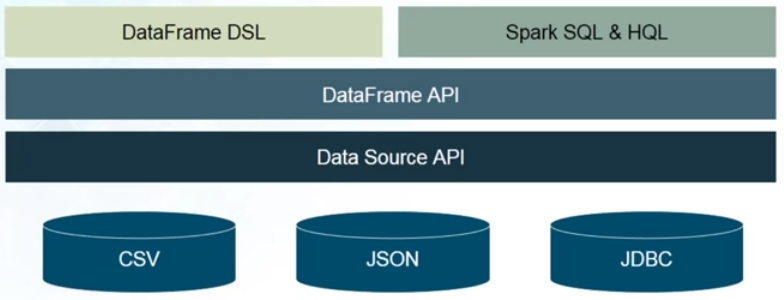 DataFrame DSL
Spark SQL & HQL
DataFrame API
Data Source API
CSV
JSON
JDBC